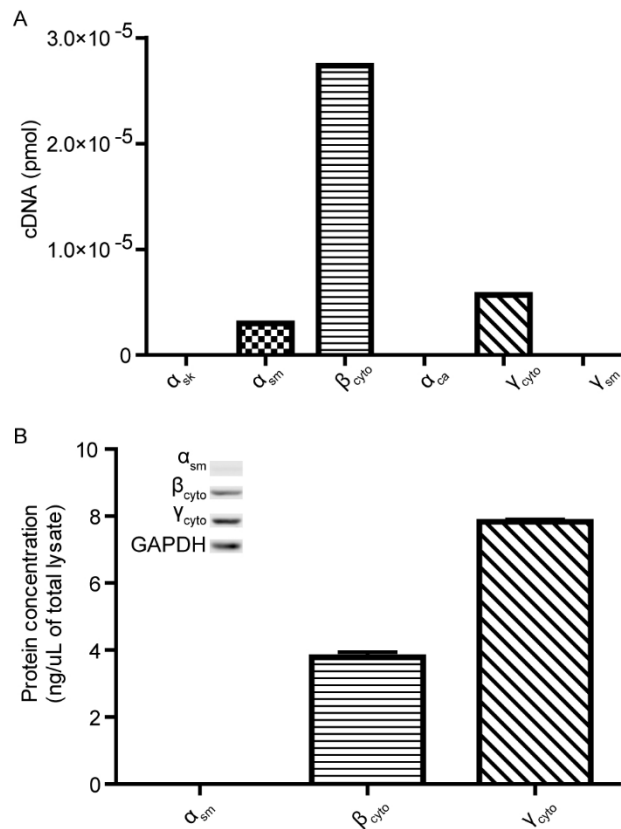 A
3.0×10 -5
2.0×10 -5
1.0×10 -5
0
cDNA (pmol)
αsk
αsm
βcyto
αca
γcyto
γsm
B
10
8
6
4
2
0
Protein concentration
(ng/uL of total lysate)
αsm
βcyto
γcyto
GAPDH
αsm
βcyto
γcyto